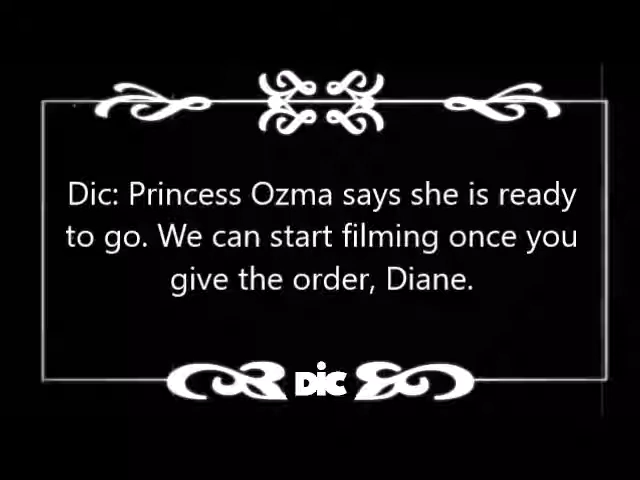 Dic: Princess Ozma says she is ready
to go. We can start filming once you
give the order, Diane.
DiC